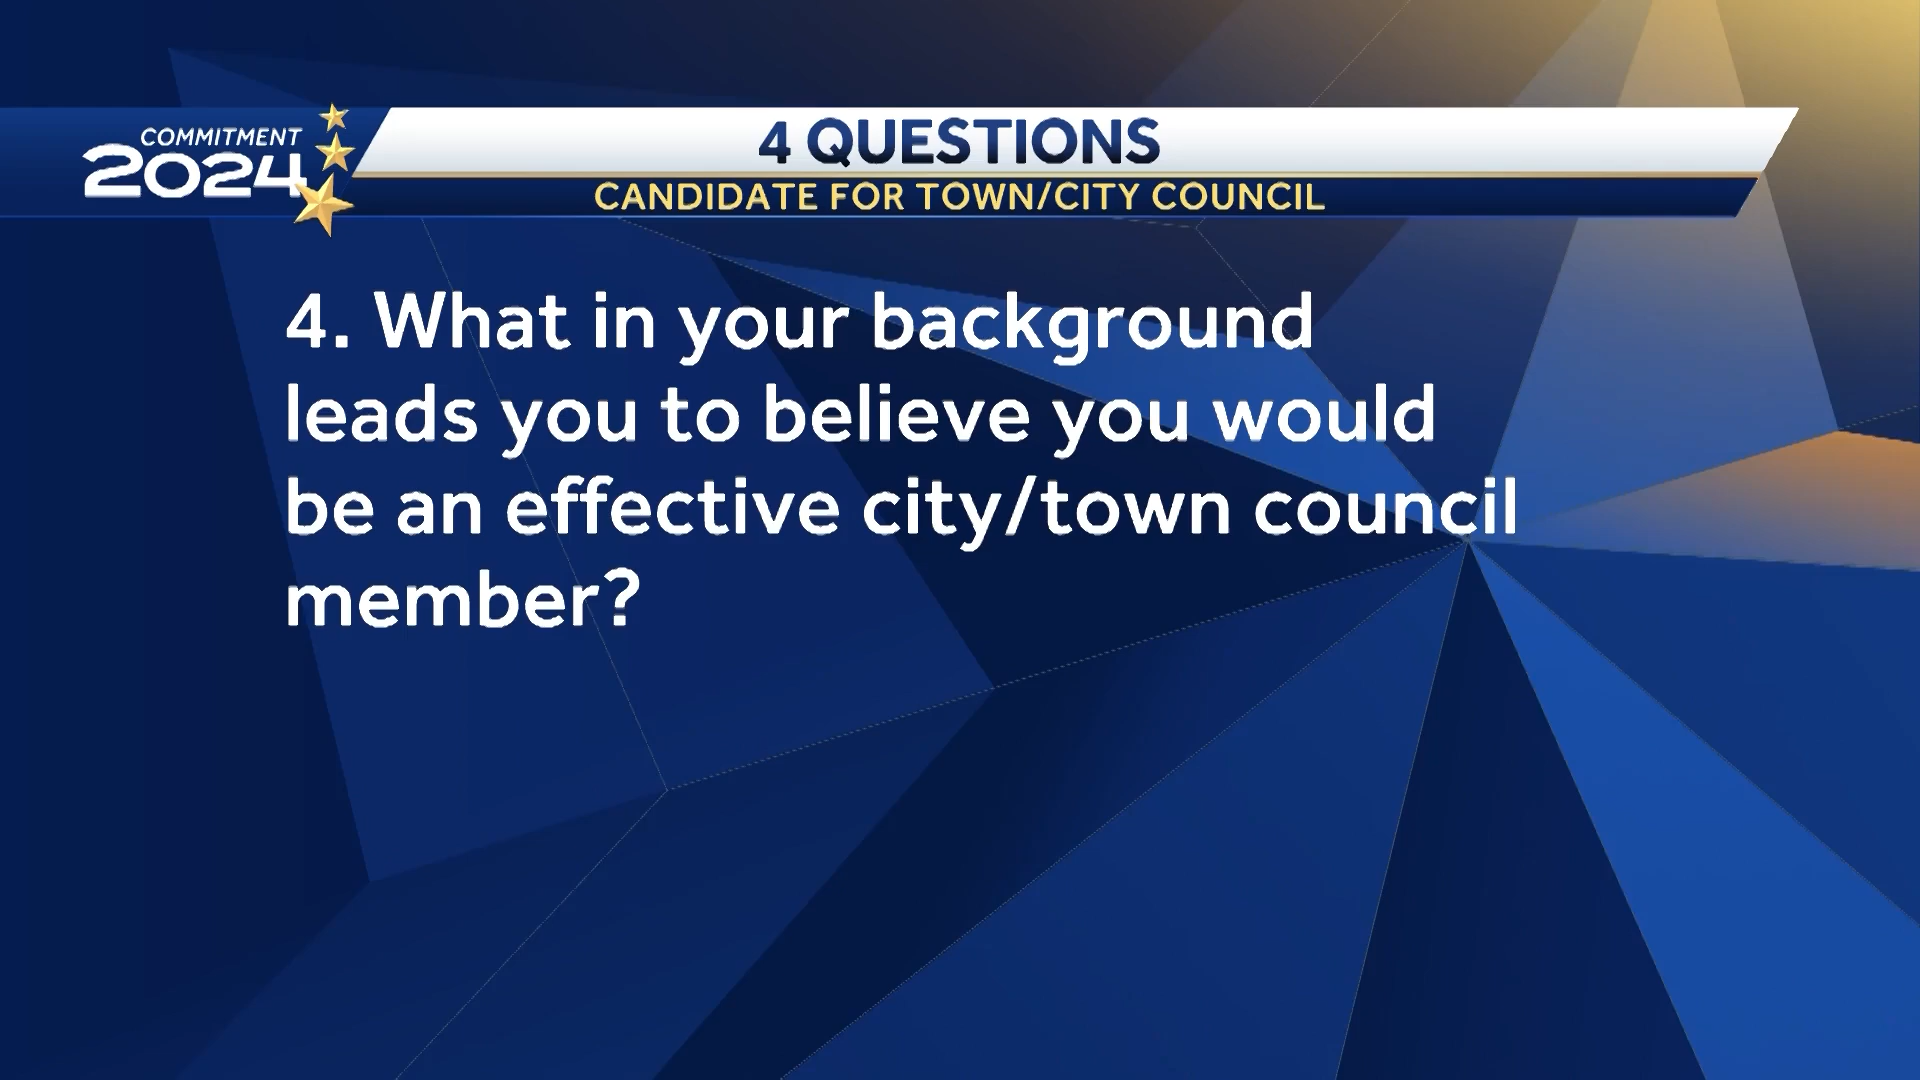 COMMITMENT
2024
4 QUESTIONS
CANDIDATE FOR TOWN/CITY COUNCIL
4. What in your background
leads you to believe you would
be an effective city/town council
member?